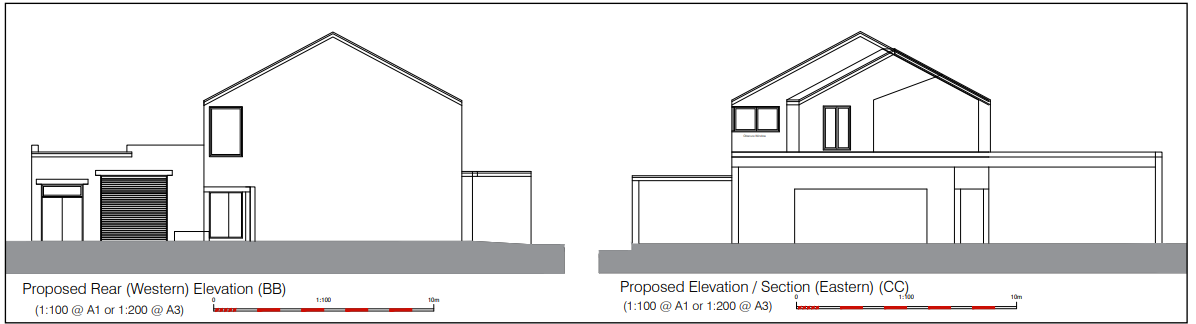 Proposed Rear (Western) Elevation (BB)
(1:100 @ A1 or 1:200 @ A3)
0 1:100 10m
Proposed Elevation / Section (Eastern) (CC)
(1:100 @ A1 or 1:200 @ A3)
0 1:100 10m